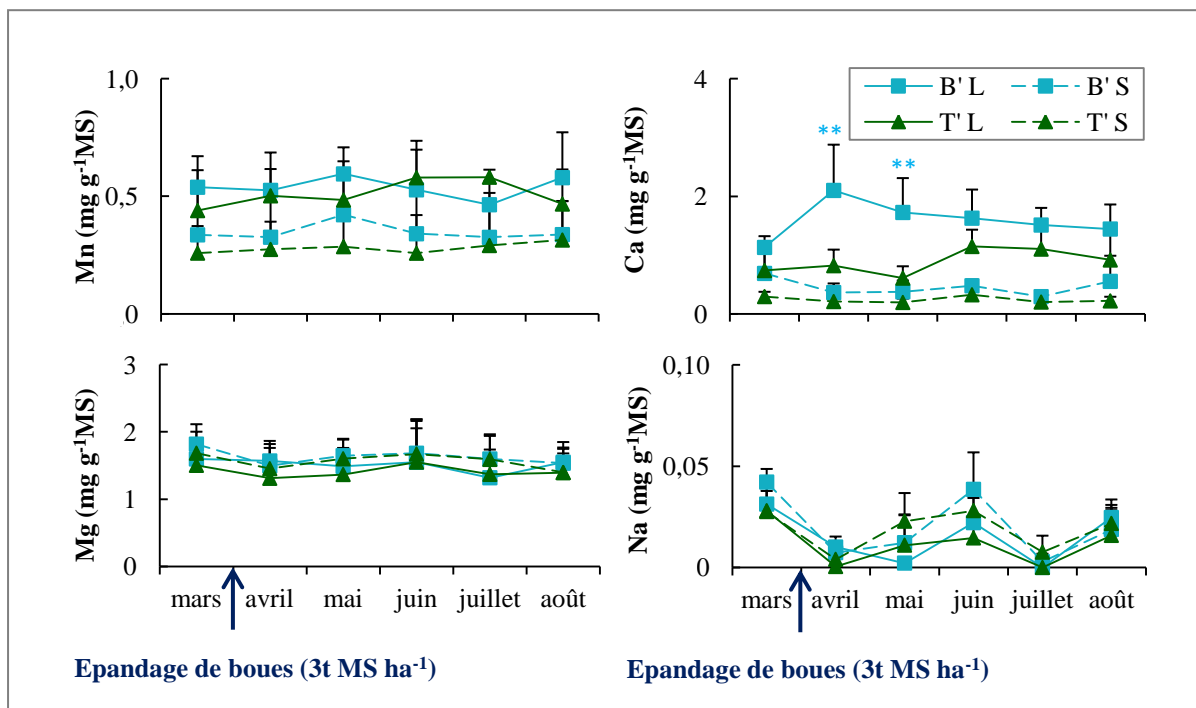 Mn (mg g-1MS)
1,0
0,5
,0
Ca (mg g-1MS)
4
2
0
**
**
B' L
B' S
T' L
T' S
Mg (mg g-1MS)
3
2
1
0
mars avril mai juin juillet août
Epandage de boues (3t MS ha-1)
Na (mg g-1MS)
0,10
0,05
0
mars avril mai juin juillet août
Epandage de boues (3t MS ha-1)